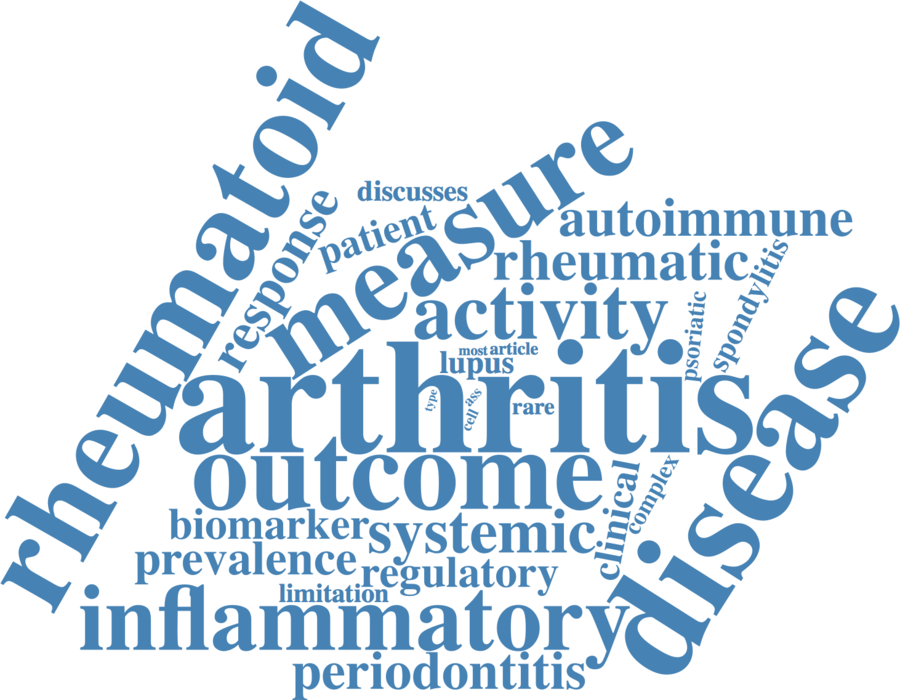 rheumatoid
measure
discusses
response
patient
autoimmune
rheumatic
spondylitis
activity
psoriatic
disease
most
article
lupus
arthritis
type
cell
ass
rare
outcome
clinical
complex
biomarker
systemic
prevalence
regulatory
limitation
inflammatory
periodontitis